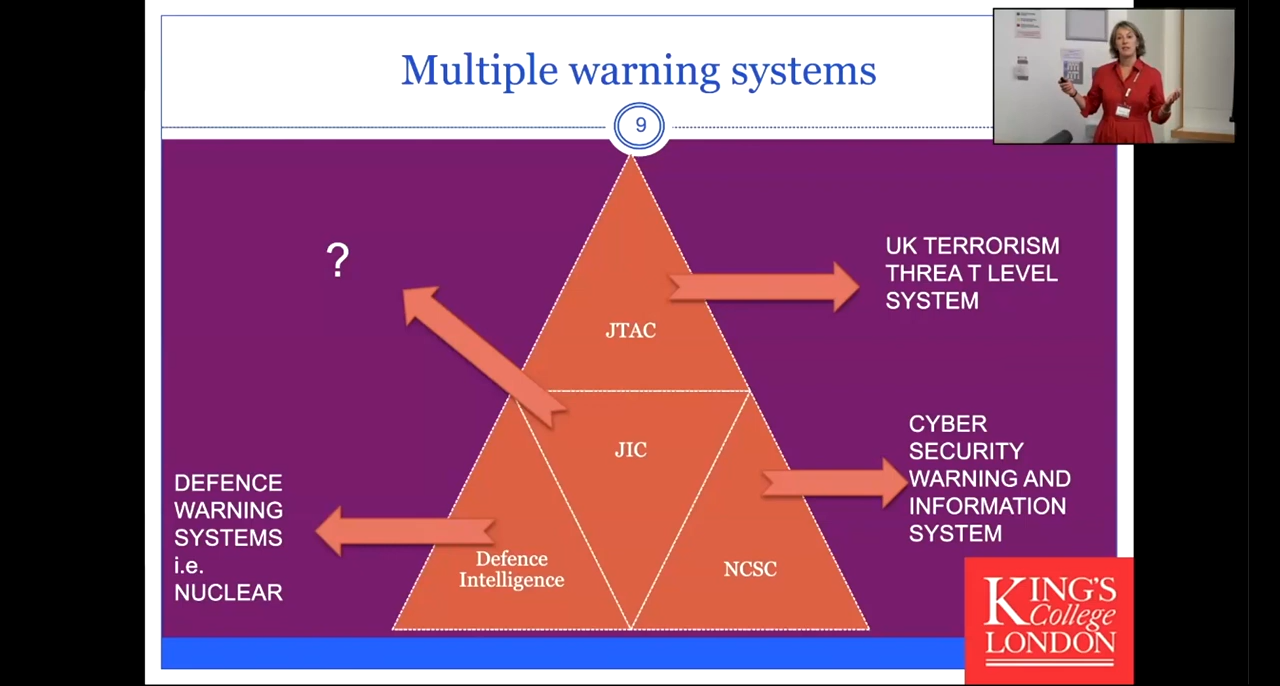 Multiple warning systems
9
?
UK TERRORISM
THREA T LEVEL
SYSTEM
JTAC
CYBER
SECURITY
WARNING AND
INFORMATION
SYSTEM
JIC
DEFENCE
WARNING
SYSTEMS
i.e.
NUCLEAR
Defence
Intelligence
NCSC
KING'S
College
LONDON